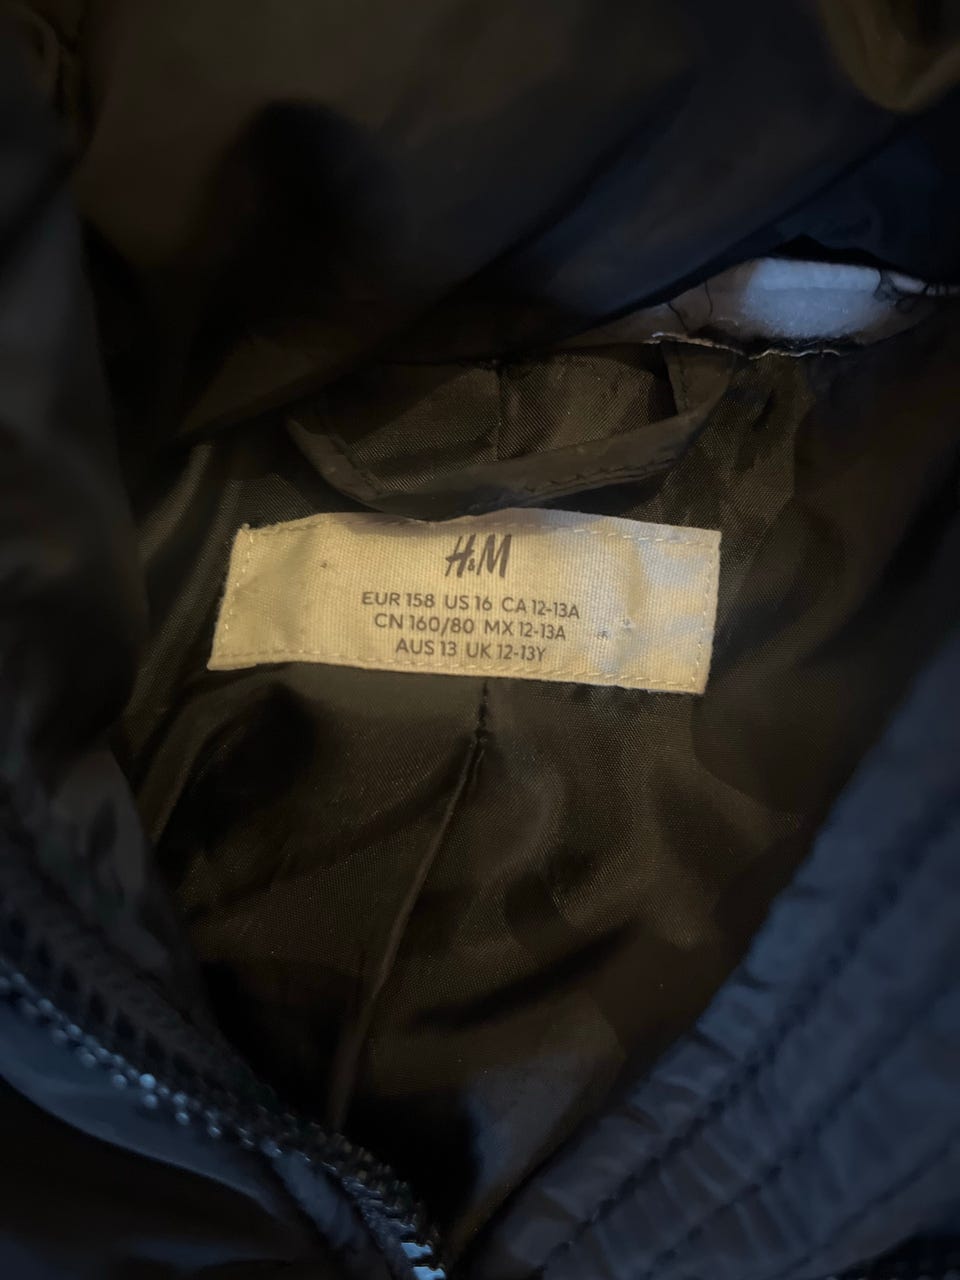 H&M
EUR 158 US 16 CA 12-13A
CN 160/80 MX 12-13A
AUS 13 UK 12-13Y